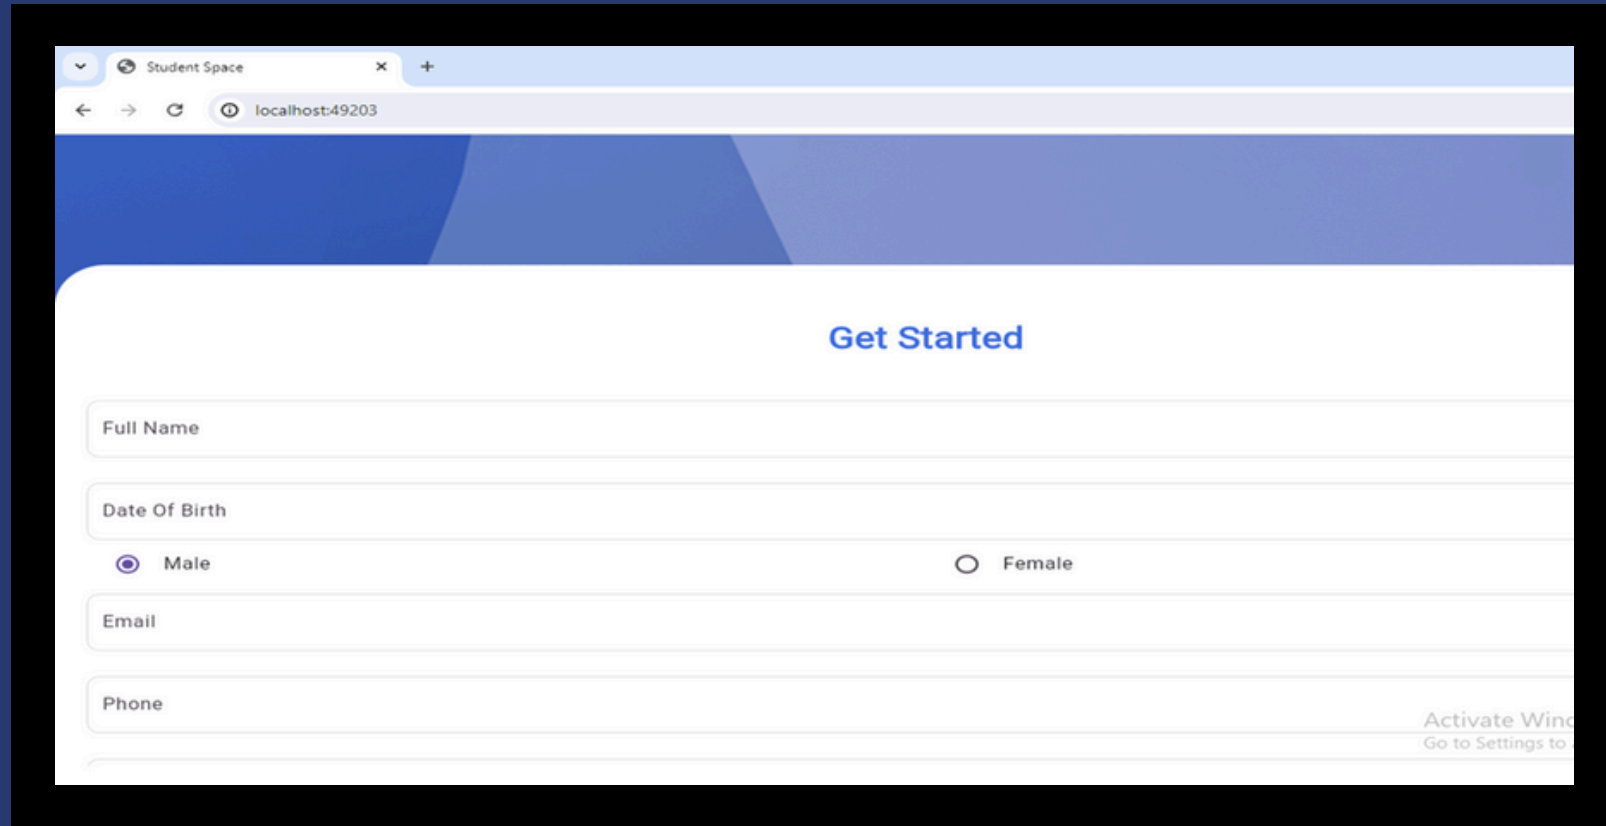 Student Space
localhost:49203
Get Started
Full Name
Date Of Birth
Male Female
Email
Phone
Activate
Go to Settings to